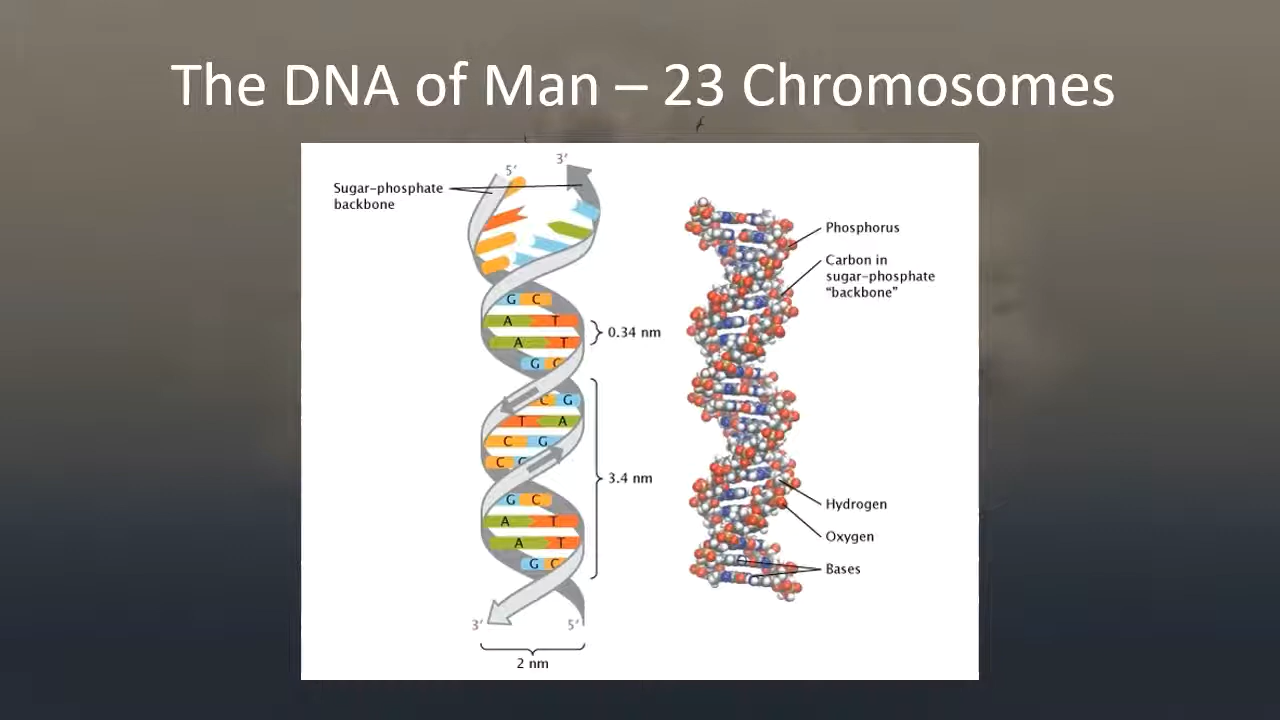 The DNA of Man – 23 Chromosomes
5′
3′
Sugar–phosphate
backbone
G C
A T
A T
G C
0.34 nm
C G
T A
C G
C G
3.4 nm
G C
A T
A T
G C
3′
5′
2 nm
Phosphorus
Carbon in
sugar–phosphate
“backbone”
Hydrogen
Oxygen
Bases